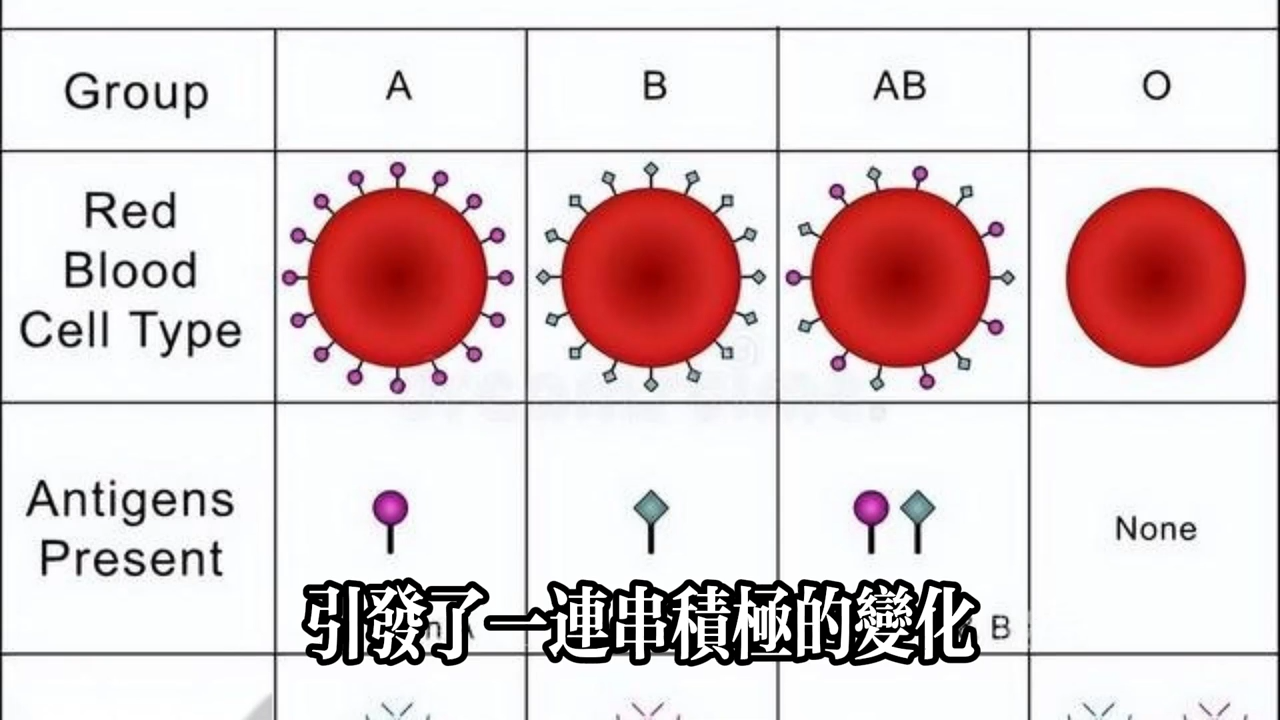 Group
A
B
AB
O
Red
Blood
Cell Type
Antigens
Present
None
引發了一連串積極的變化
B